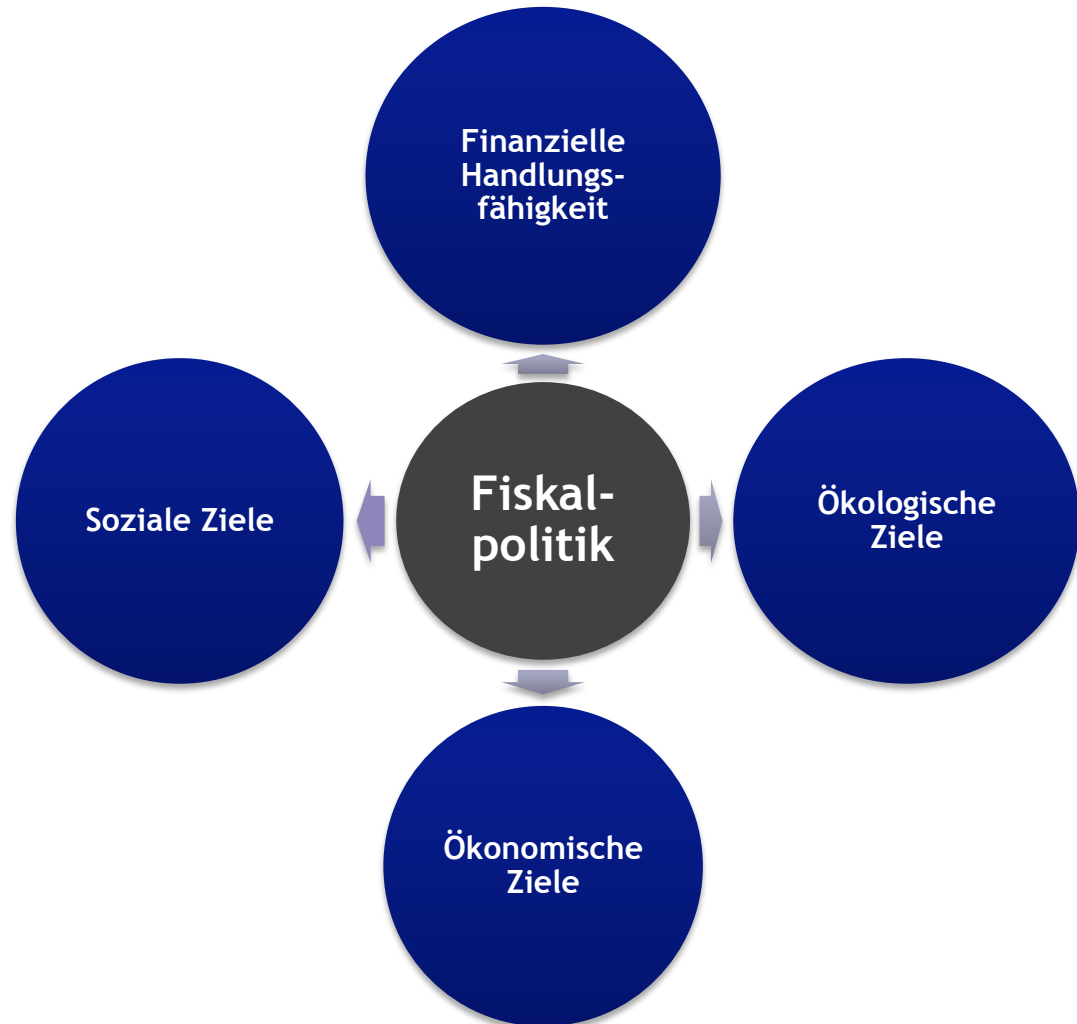 Finanzielle
Handlungs-
fähigkeit
Soziale Ziele
Fiskal-
politik
Ökologische
Ziele
Ökonomische
Ziele